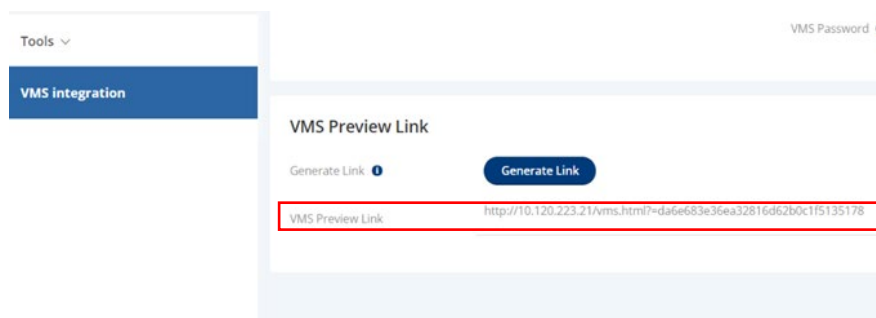 VMS Password
Tools
VMS integration
VMS Preview Link
Generate Link
Generate Link
VMS Preview Link
http://10.120.223.21/vms.html?=da6e683e36ea32816d62b0c1f5135178